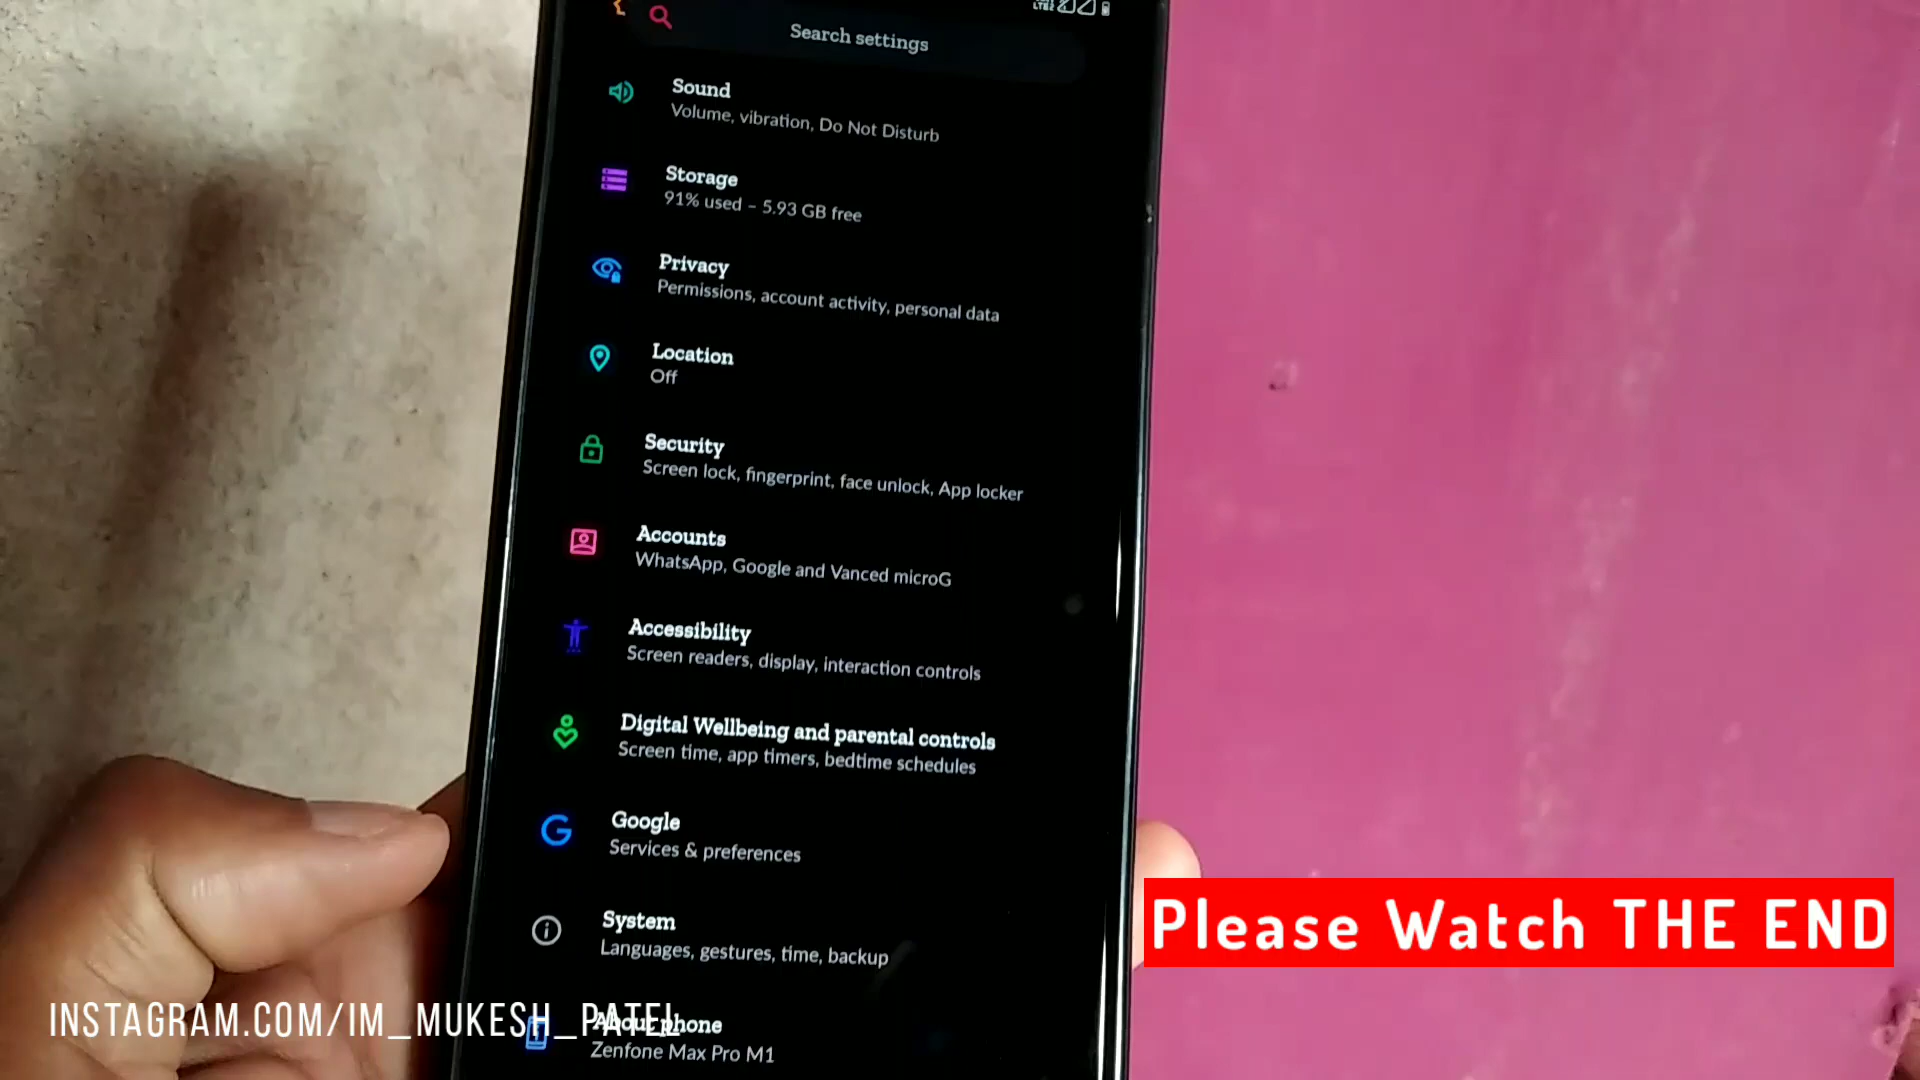 Search settings
Sound
Volume, vibration, Do Not Disturb
Storage
91% used – 5.93 GB free
Privacy
Permissions, account activity, personal data
Location
Off
Security
Screen lock, fingerprint, face unlock, App locker
Accounts
WhatsApp, Google and Vanced microG
Accessibility
Screen readers, display, interaction controls
Digital Wellbeing and parental controls
Screen time, app timers, bedtime schedules
Google
Services & preferences
System
Languages, gestures, time, backup
About phone
Zenfone Max Pro M1
Please Watch THE END
INSTAGRAM.COM/IM_MUKESH_PATEL